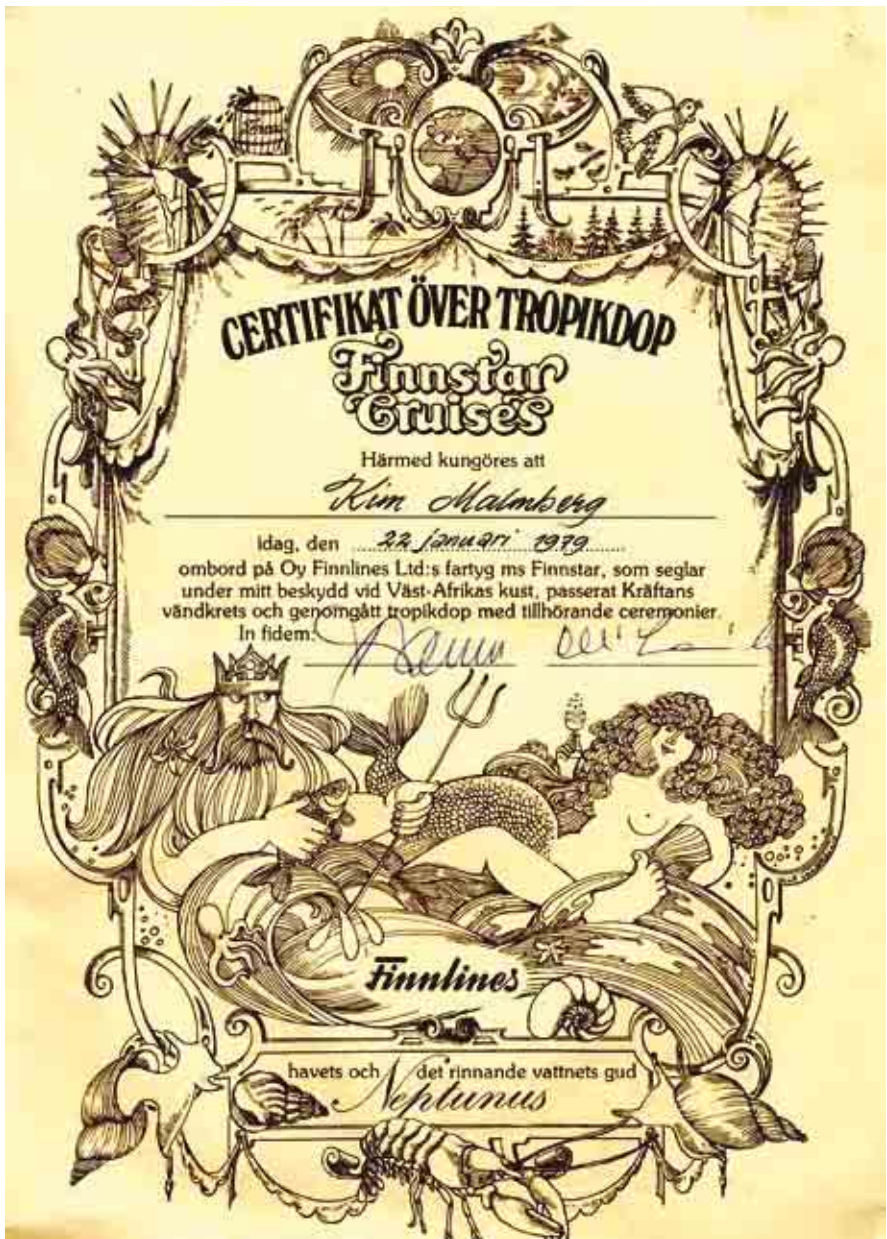 CERTIFIKAT ÖVER TROPIKDOP
Finnstar
Cruises
Härmed kungöres att
Kim Malmberg
idag, den 22 januari 1979
ombord på Oy Finnlines Ltd:s fartyg ms Finnstar, som seglar
under mitt beskydd vid Väst-Afrikas kust, passerat Kräftans
vändkrets och genomgått tropikdop med tillhörande ceremonier.
In fidem:
Finnlines
havets och det rinnande vattnets gud
Neptunus